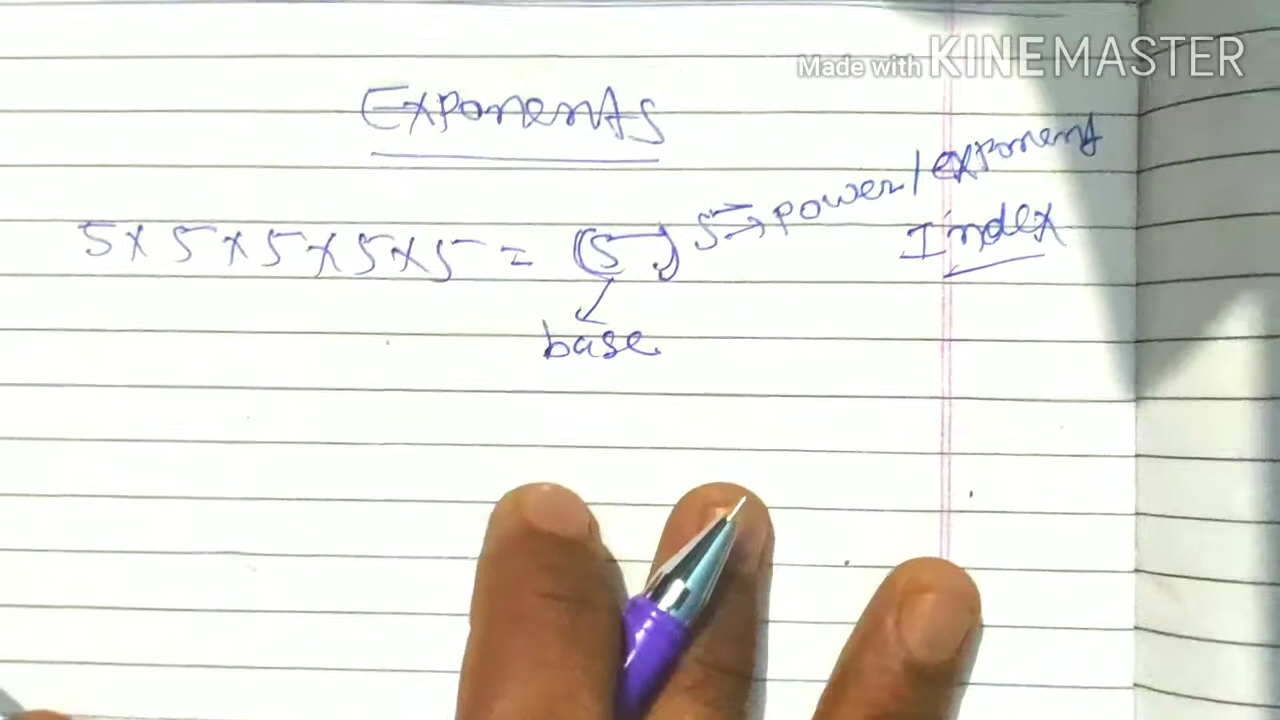 Made with KINEMASTER
Exponents
5 x 5 x 5 x 5 x 5 = (5)5 → power/exponent
Index
base